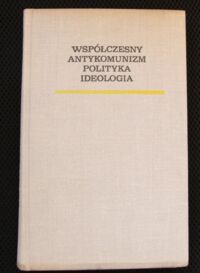 WSPÓŁCZESNY
ANTYKOMUNIZM
POLITYKA
IDEOLOGIA